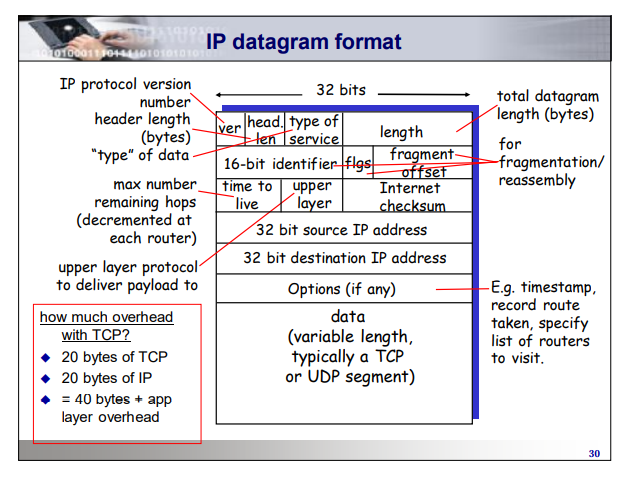 IP datagram format
IP protocol version
number
header length
(bytes)
“type” of data
max number
remaining hops
(decremented at
each router)
upper layer protocol
to deliver payload to
how much overhead
with TCP?
20 bytes of TCP
20 bytes of IP
= 40 bytes + app
layer overhead
32 bits
ver
head.
len
type of
service
length
16-bit identifier
flgs
fragment
offset
time to
live
upper
layer
Internet
checksum
32 bit source IP address
32 bit destination IP address
Options (if any)
data
(variable length,
typically a TCP
or UDP segment)
total datagram
length (bytes)
for
fragmentation/
reassembly
E.g. timestamp,
record route
taken, specify
list of routers
to visit.
30